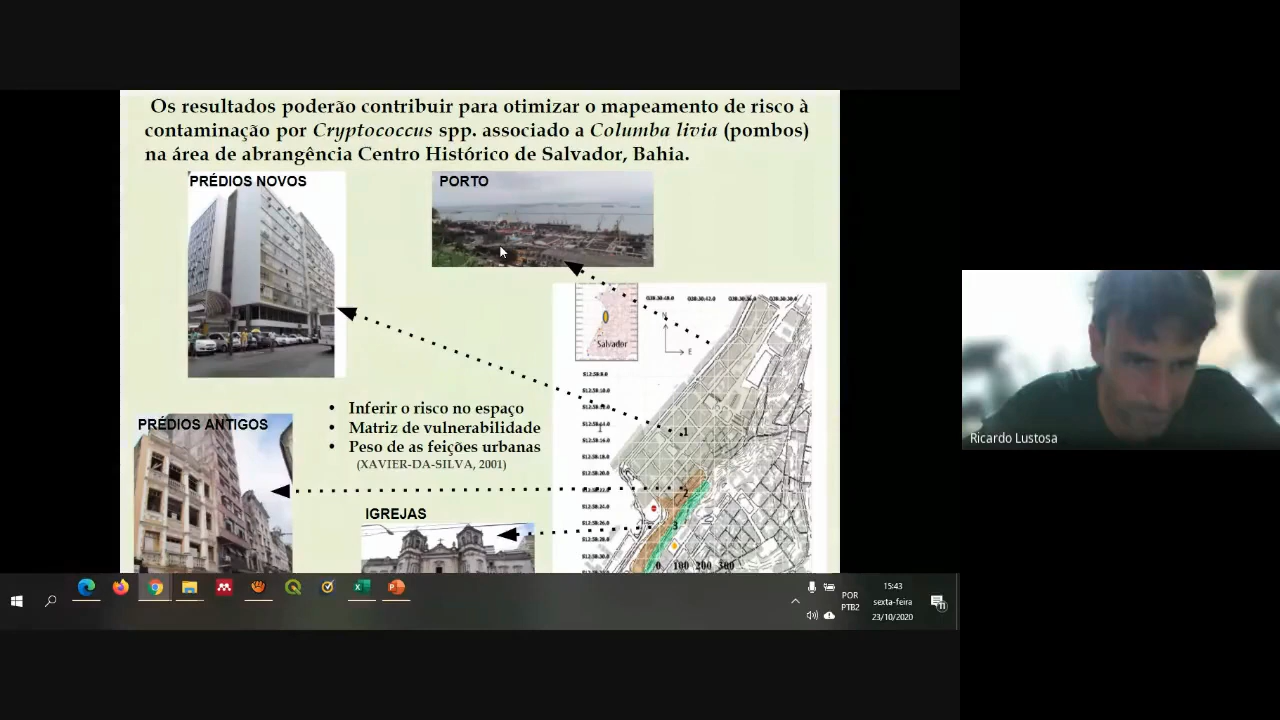 Os resultados poderão contribuir para otimizar o mapeamento de risco à
contaminação por Cryptococcus spp. associado a Columba livia (pombos)
na área de abrangência Centro Histórico de Salvador, Bahia.
PRÉDIOS NOVOS
PORTO
Salvador
N
E
1
• Inferir o risco no espaço
• Matriz de vulnerabilidade
• Peso de as feições urbanas
(XAVIER-DA-SILVA, 2001)
PRÉDIOS ANTIGOS
2
IGREJAS
3
0 100 200 300
Ricardo Lustosa
POR
PTB2
15:43
sexta-feira
23/10/2020